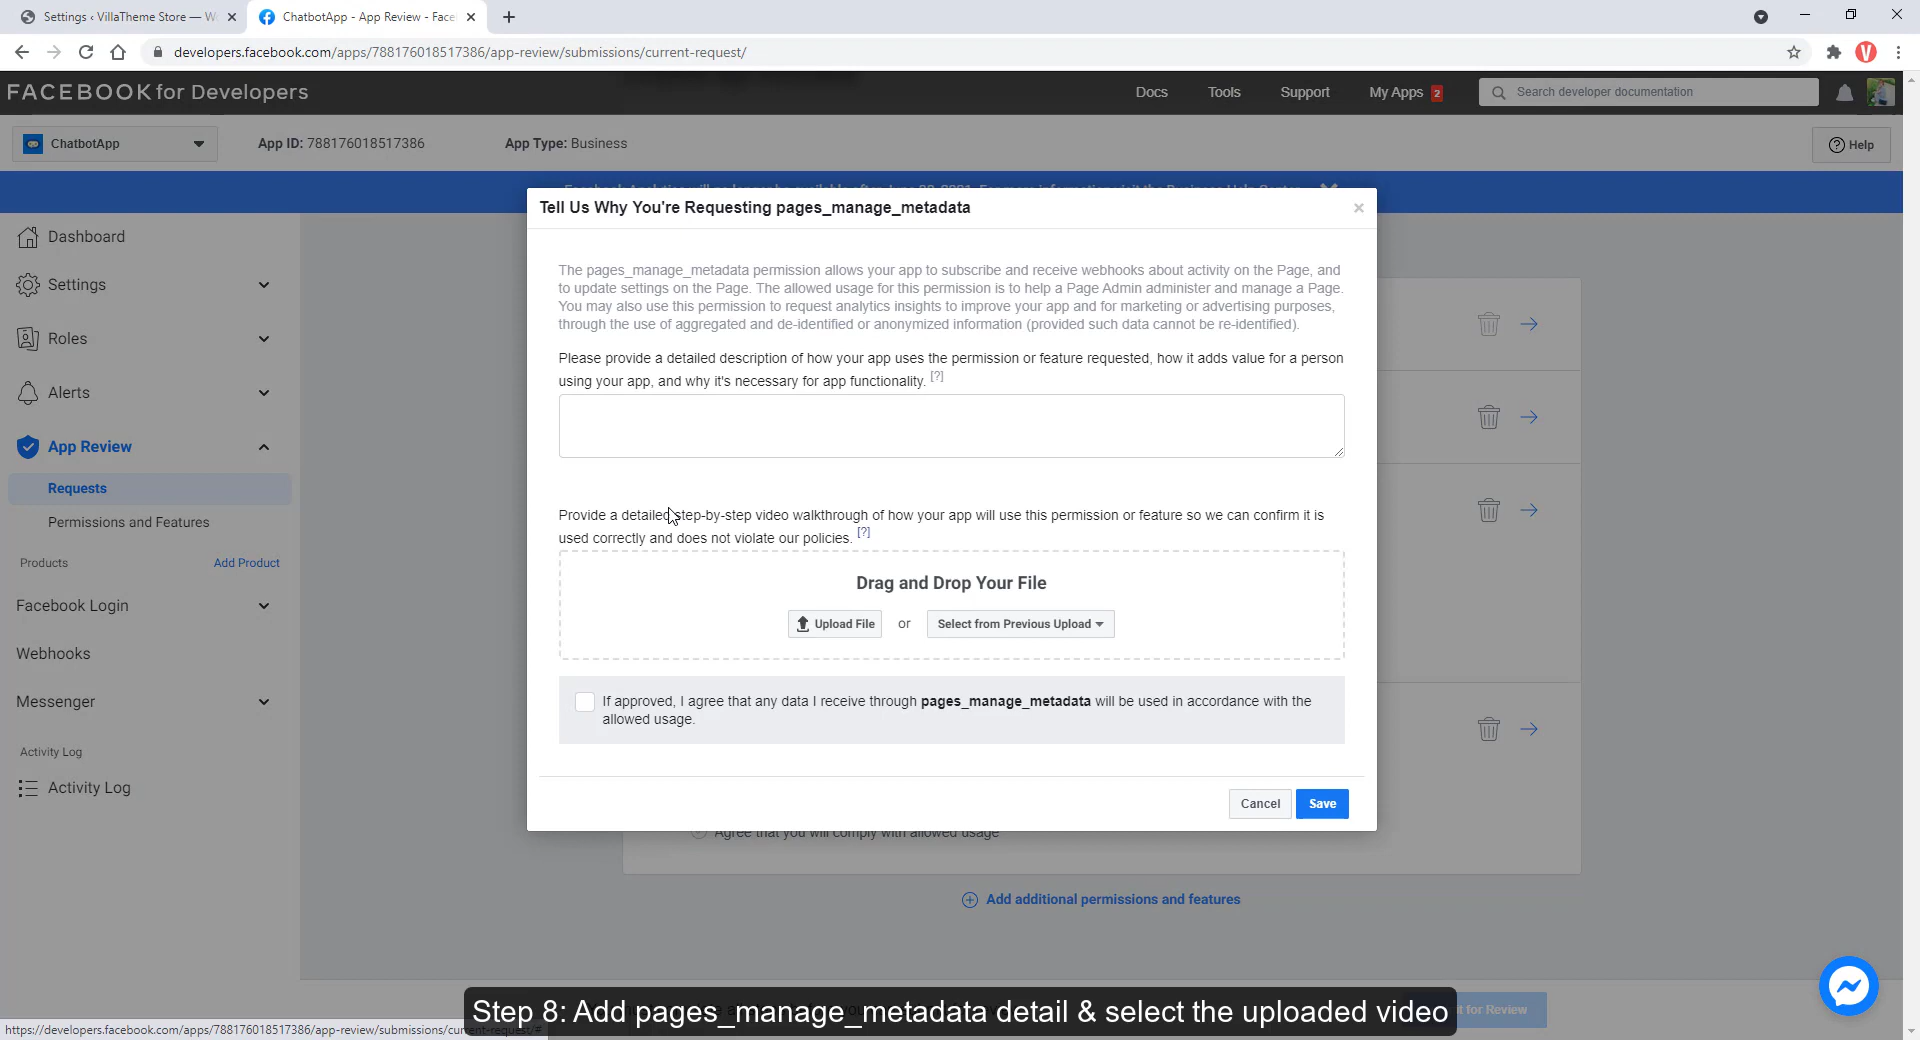 Settings ‹ VillaTheme Store — W
ChatbotApp - App Review - Face
developers.facebook.com/apps/788176018517386/app-review/submissions/current-request/
FACEBOOK for Developers
Docs
Tools
Support
My Apps 2
Search developer documentation
ChatbotApp
App ID: 788176018517386
App Type: Business
Help
Tell Us Why You're Requesting pages_manage_metadata
Dashboard
Settings
Roles
Alerts
App Review
Requests
Permissions and Features
Products
Add Product
Facebook Login
Webhooks
Messenger
Activity Log
Activity Log
The pages_manage_metadata permission allows your app to subscribe and receive webhooks about activity on the Page, and
to update settings on the Page. The allowed usage for this permission is to help a Page Admin administer and manage a Page.
You may also use this permission to request analytics insights to improve your app and for marketing or advertising purposes,
through the use of aggregated and de-identified or anonymized information (provided such data cannot be re-identified).
Please provide a detailed description of how your app uses the permission or feature requested, how it adds value for a person
using your app, and why it's necessary for app functionality. [?]
Provide a detailed step-by-step video walkthrough of how your app will use this permission or feature so we can confirm it is
used correctly and does not violate our policies. [?]
Drag and Drop Your File
Upload File or Select from Previous Upload
If approved, I agree that any data I receive through pages_manage_metadata will be used in accordance with the
allowed usage.
Cancel Save
Agree that you will comply with allowed usage
Add additional permissions and features
Step 8: Add pages_manage_metadata detail & select the uploaded video
for Review
https://developers.facebook.com/apps/788176018517386/app-review/submissions/current-request/#